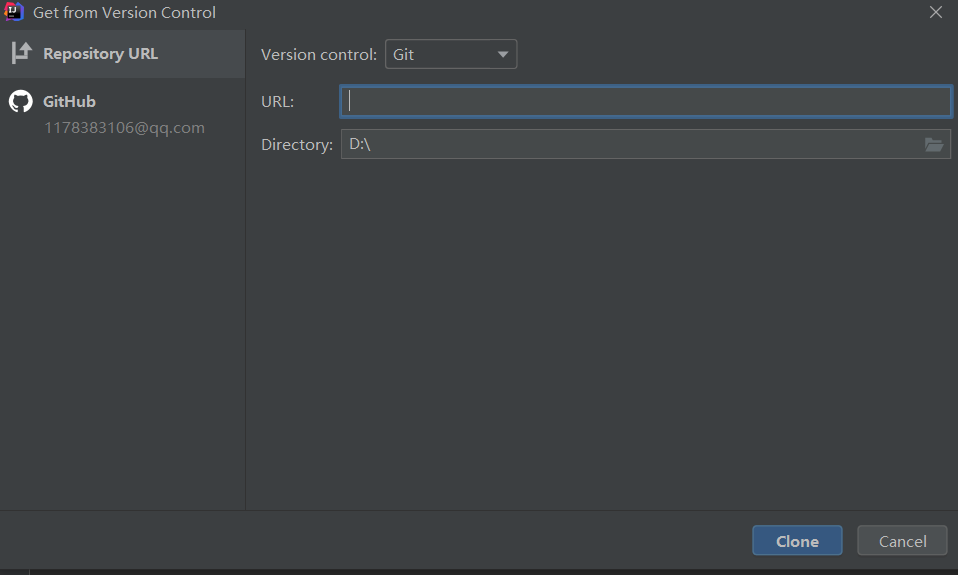 Get from Version Control
Repository URL
GitHub
1178383106@qq.com
Version control: Git
URL:
Directory: D:\
Clone Cancel